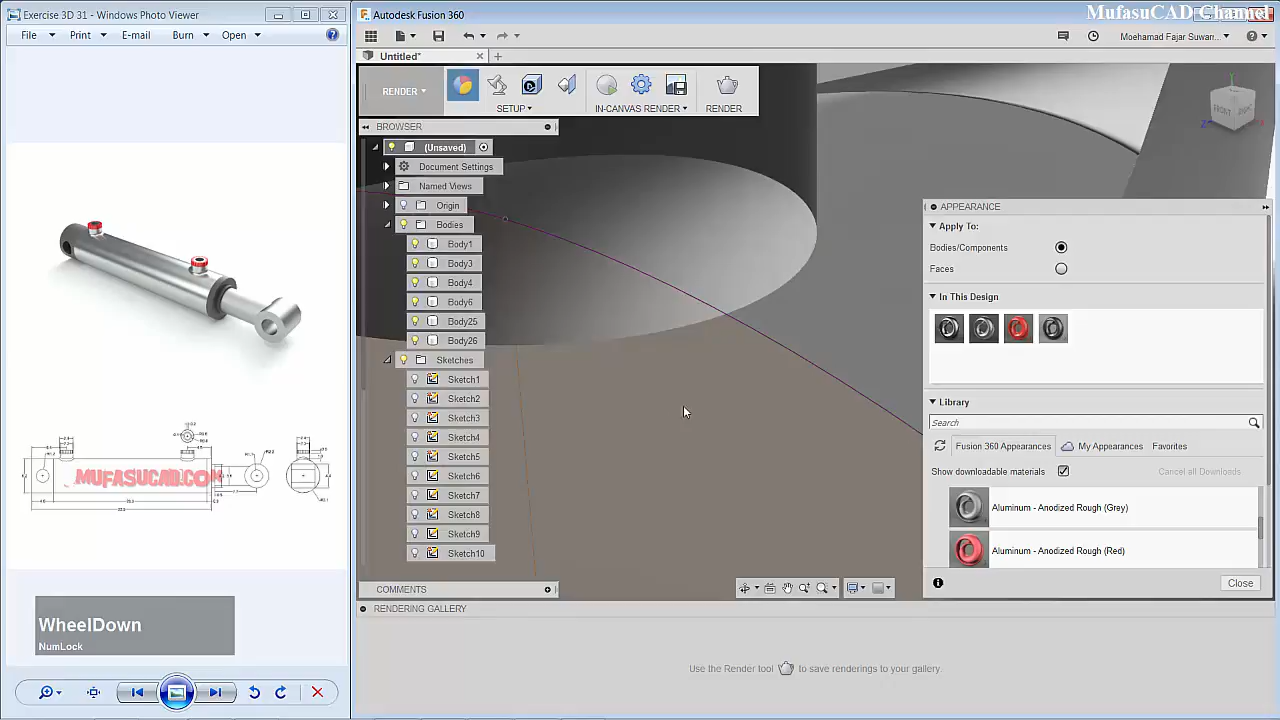 Exercise 3D 31 - Windows Photo Viewer
File
Print
E-mail
Burn
Open
MUFASUCAD.COM
WheelDown
NumLock
Autodesk Fusion 360
MufasuCAD Channel
Moehamad Fajar Suwan...
Untitled*
RENDER
SETUP
IN-CANVAS RENDER
RENDER
BROWSER
(Unsaved)
Document Settings
Named Views
Origin
Bodies
Body1
Body3
Body4
Body6
Body25
Body26
Sketches
Sketch1
Sketch2
Sketch3
Sketch4
Sketch5
Sketch6
Sketch7
Sketch8
Sketch9
Sketch10
COMMENTS
FRONT
APPEARANCE
Apply To:
Bodies/Components
Faces
In This Design
Library
Search
Fusion 360 Appearances
My Appearances
Favorites
Show downloadable materials
Cancel all Downloads
Aluminum - Anodized Rough (Grey)
Aluminum - Anodized Rough (Red)
Close
RENDERING GALLERY
Use the Render tool to save renderings to your gallery.